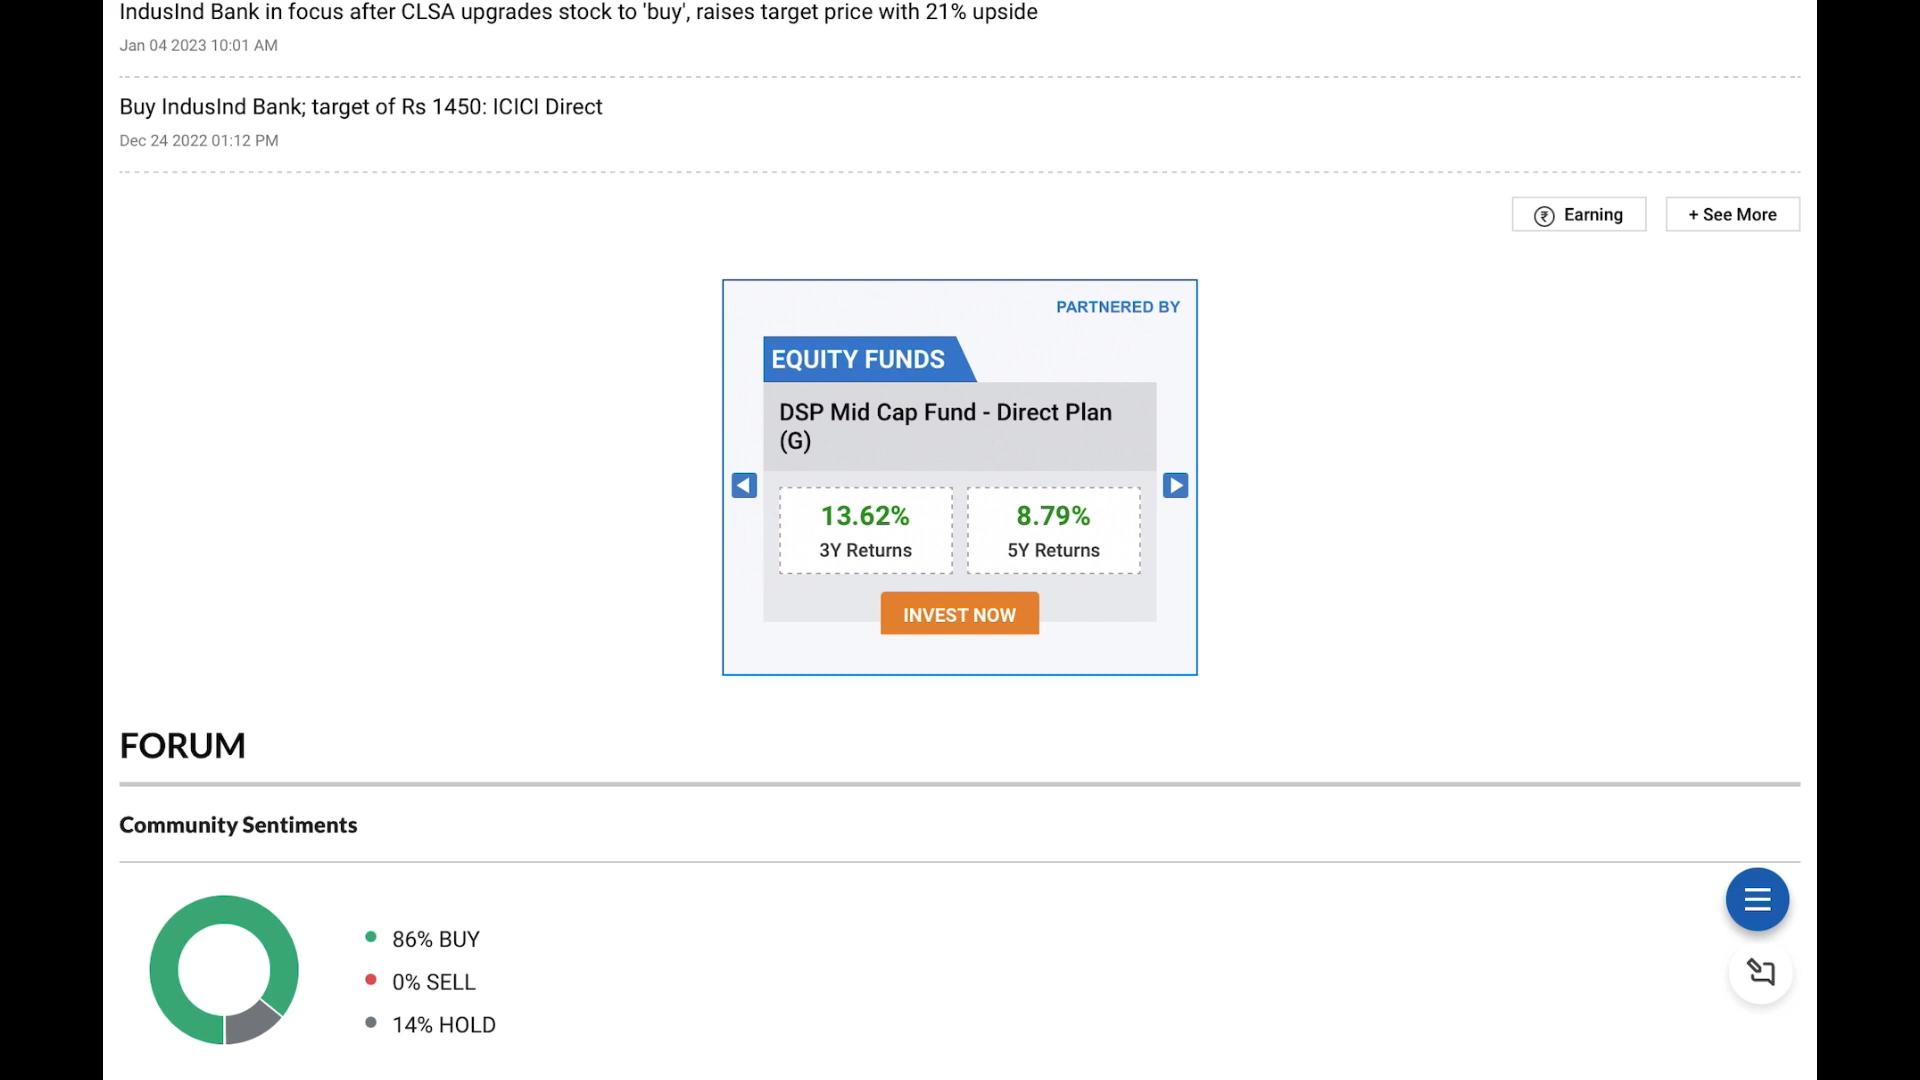 IndusInd Bank in focus after CLSA upgrades stock to 'buy', raises target price with 21% upside
Jan 04 2023 10:01 AM
Buy IndusInd Bank; target of Rs 1450: ICICI Direct
Dec 24 2022 01:12 PM
₹ Earning
+ See More
PARTNERED BY
EQUITY FUNDS
DSP Mid Cap Fund - Direct Plan
(G)
13.62%
3Y Returns
8.79%
5Y Returns
INVEST NOW
FORUM
Community Sentiments
86% BUY
0% SELL
14% HOLD